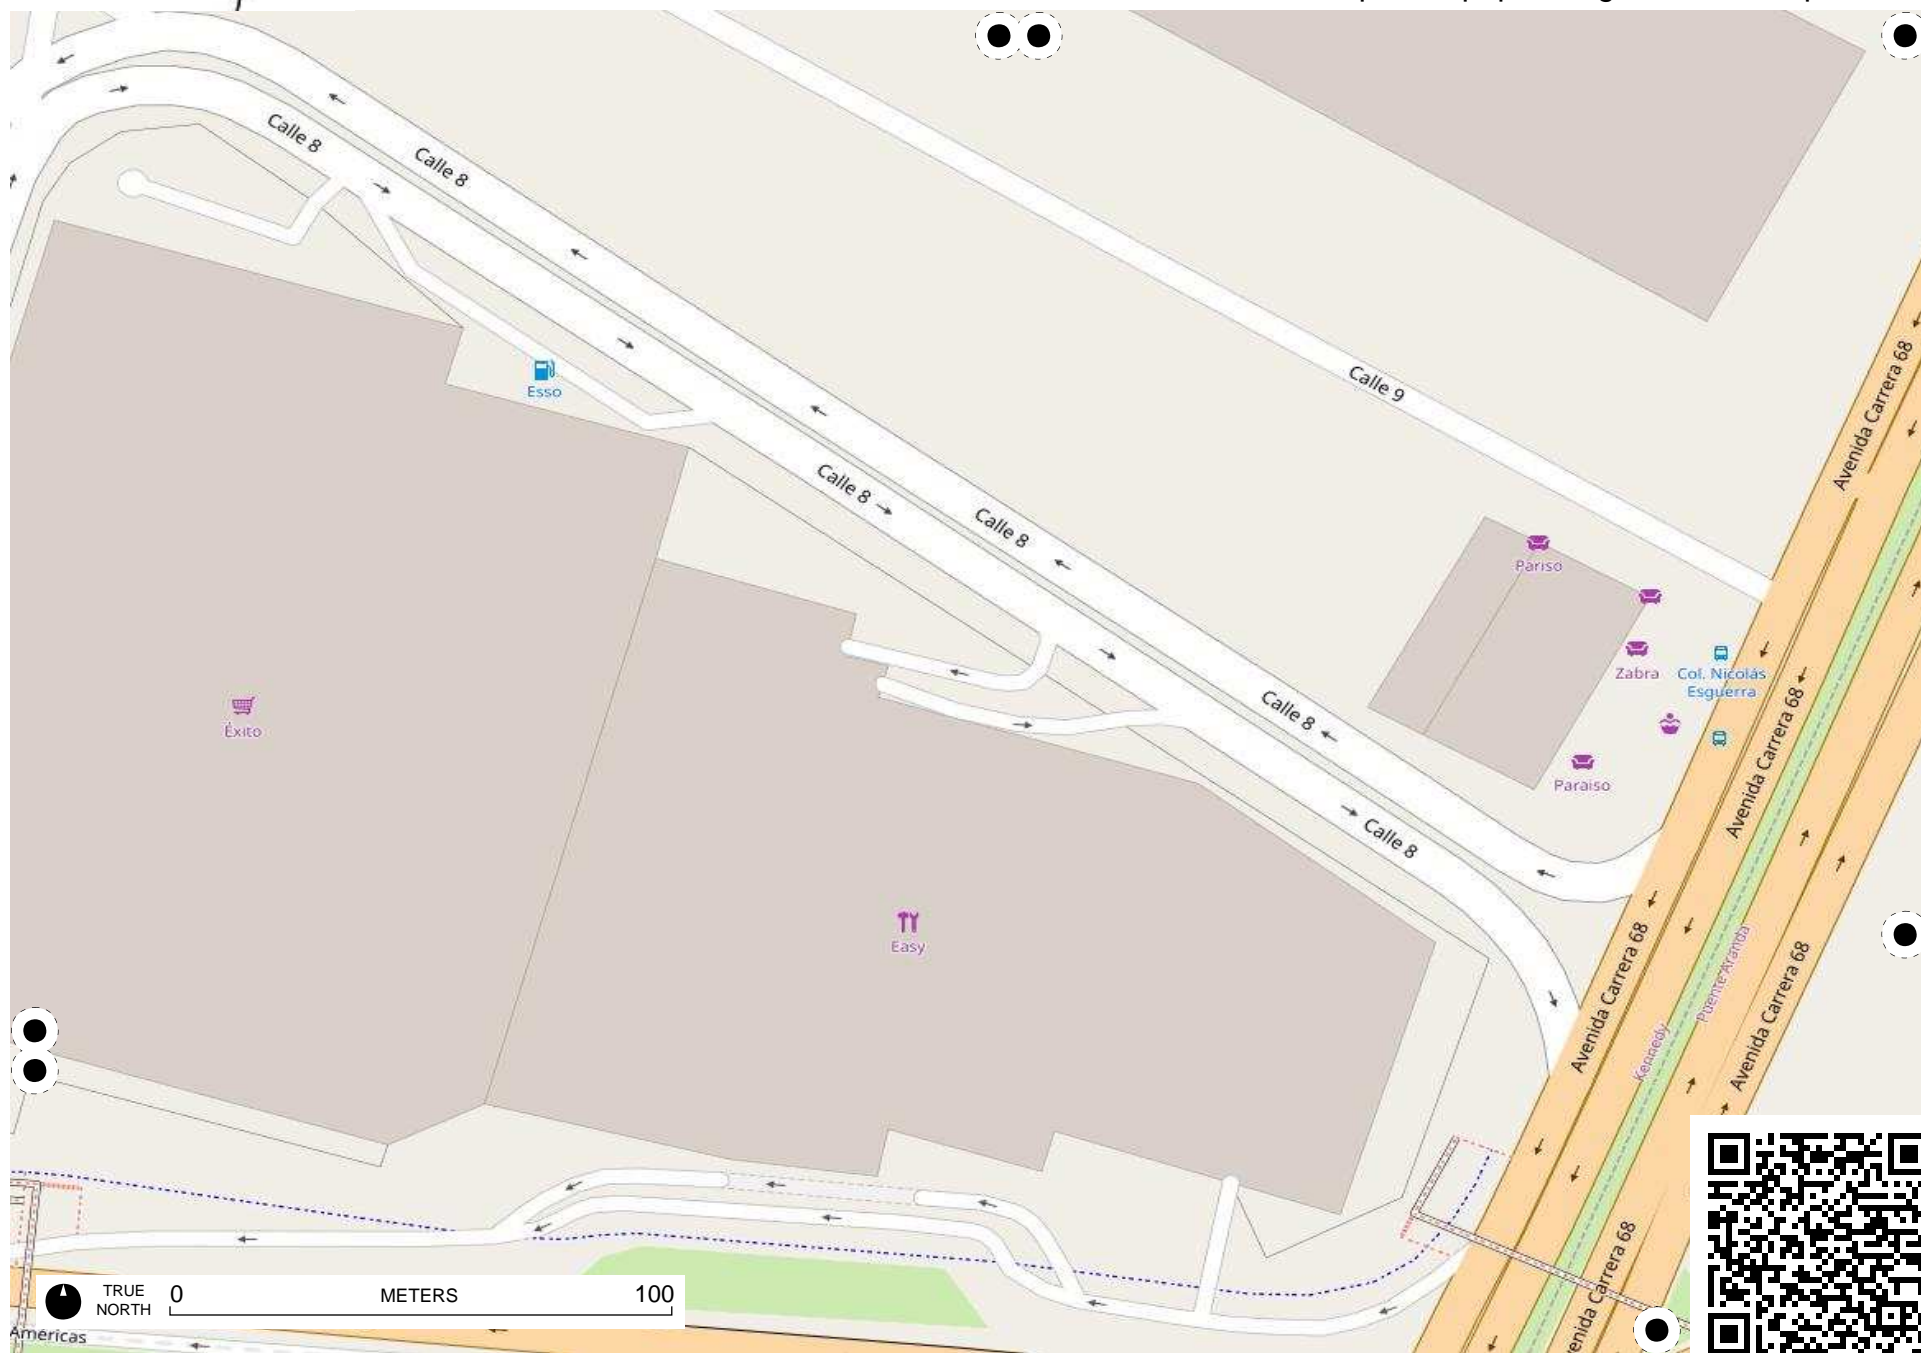 Calle 8
Calle 8
Calle 9
Avenida Carrera 68
Esso
Calle 8
Calle 8
Pariso
Zabra
Col. Nicolás
Esguerra
Calle 8
Avenida Carrera 68
Éxito
Paraiso
Calle 8
Easy
Avenida Carrera 68
Puente Aranda
Avenida Carrera 68
Kennedy
TRUE
NORTH
0
METERS
100
Avenida Carrera 68
Américas